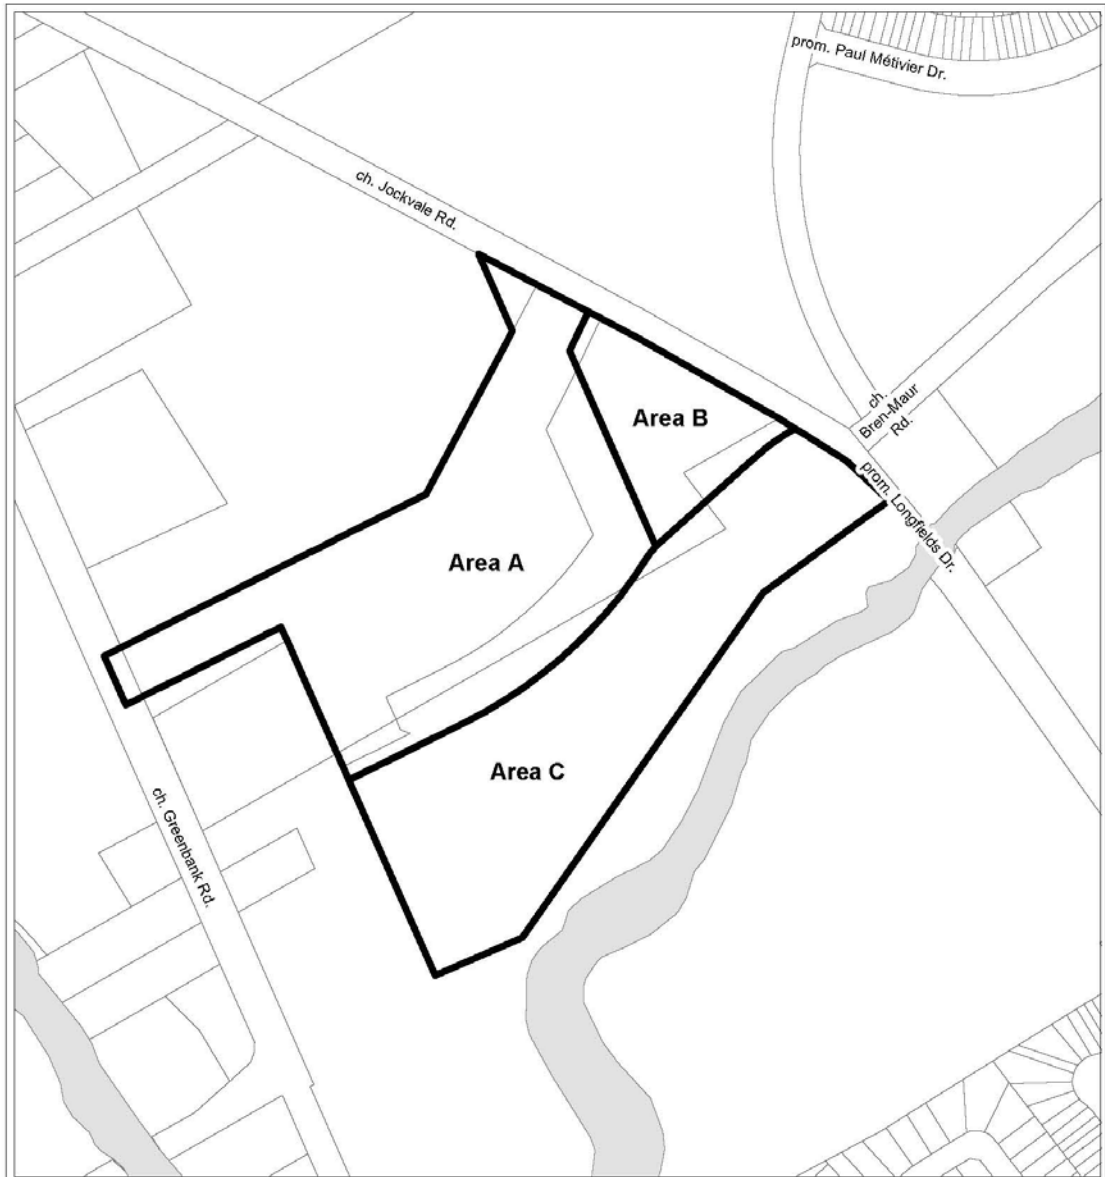 prom. Paul Métivier Dr.
ch. Jockvale Rd.
ch.
Bren-Maur
Rd.
Area B
prom. Longfields Dr.
Area A
Area C
ch. Greenbank Rd.